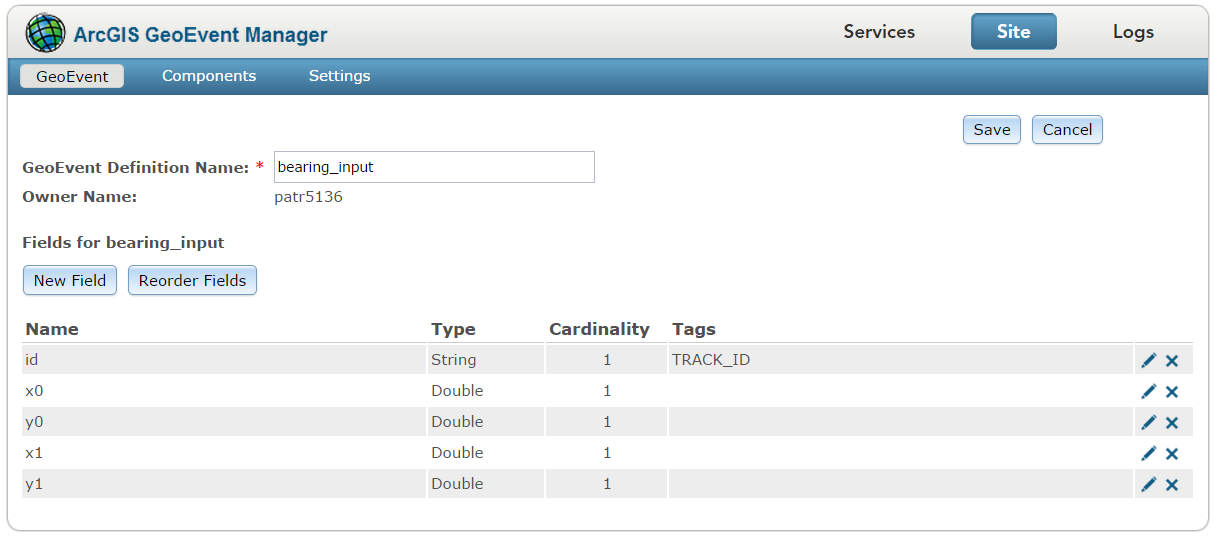 ArcGIS GeoEvent Manager Services Site Logs
GeoEvent Components Settings
Save Cancel
GeoEvent Definition Name: * bearing_input
Owner Name: patr5136
Fields for bearing_input
New Field Reorder Fields
Name Type Cardinality Tags
id String 1 TRACK_ID
x0 Double 1
y0 Double 1
x1 Double 1
y1 Double 1